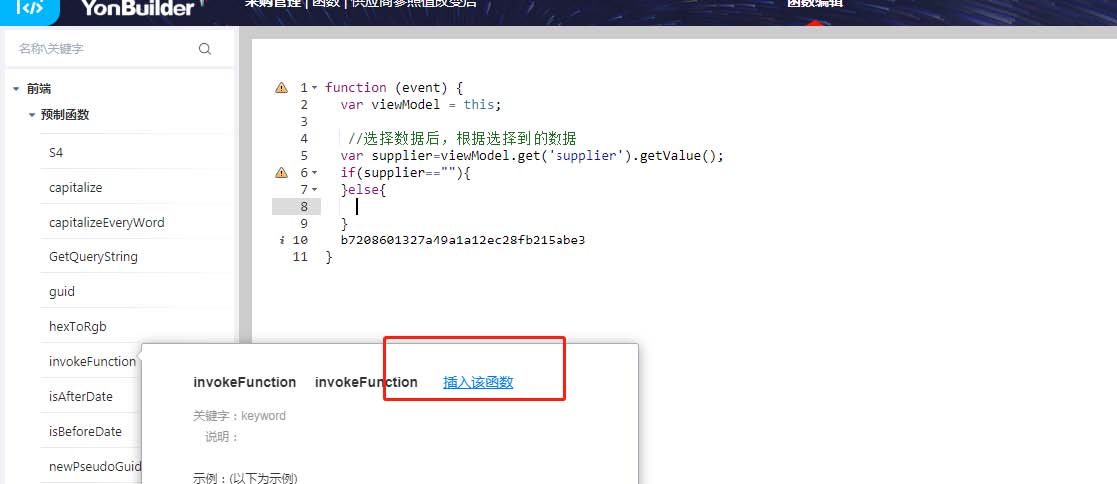 YonBuilder
采购管理 | 函数 | 供应商参照值改变后
函数编辑
名称\关键字
前端
预制函数
S4
capitalize
capitalizeEveryWord
GetQueryString
guid
hexToRgb
invokeFunction
isAfterDate
isBeforeDate
newPseudoGuid
1 function (event) {
2 var viewModel = this;
3
4 //选择数据后，根据选择到的数据
5 var supplier=viewModel.get('supplier').getValue();
6 if(supplier==""){
7 }else{
8
9 }
10 b7208601327a49a1a12ec28fb215abe3
11 }
invokeFunction invokeFunction 插入该函数
关键字：keyword
说明：
示例：(以下为示例)